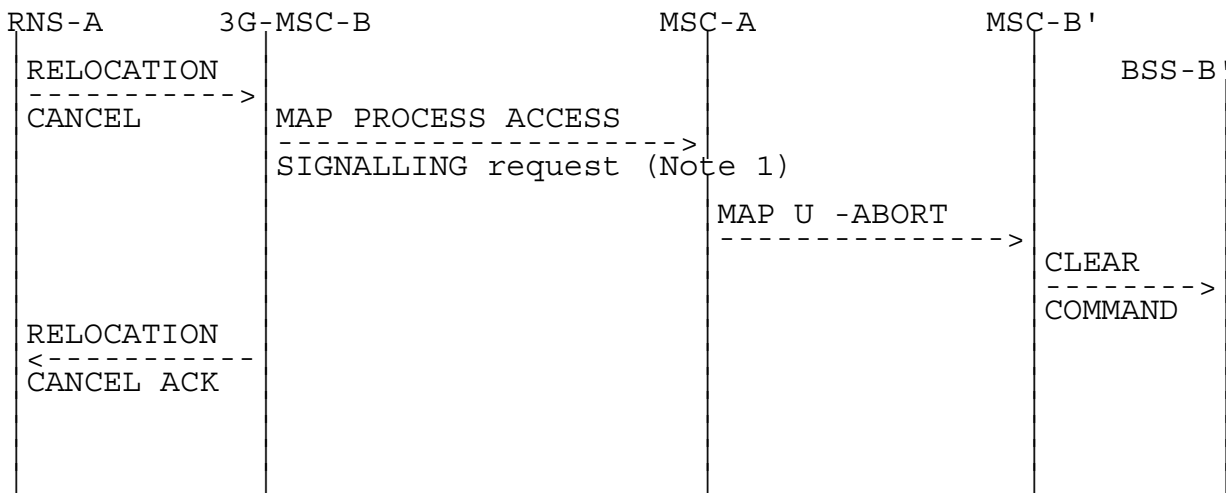 RNS-A 3G-MSC-B MSC-A MSC-B'
RELOCATION BSS-B'
----------->
CANCEL MAP PROCESS ACCESS
--------------------->
SIGNALLING request (Note 1)
MAP U -ABORT
--------------->
CLEAR
-------->
COMMAND
RELOCATION
<-----------
CANCEL ACK